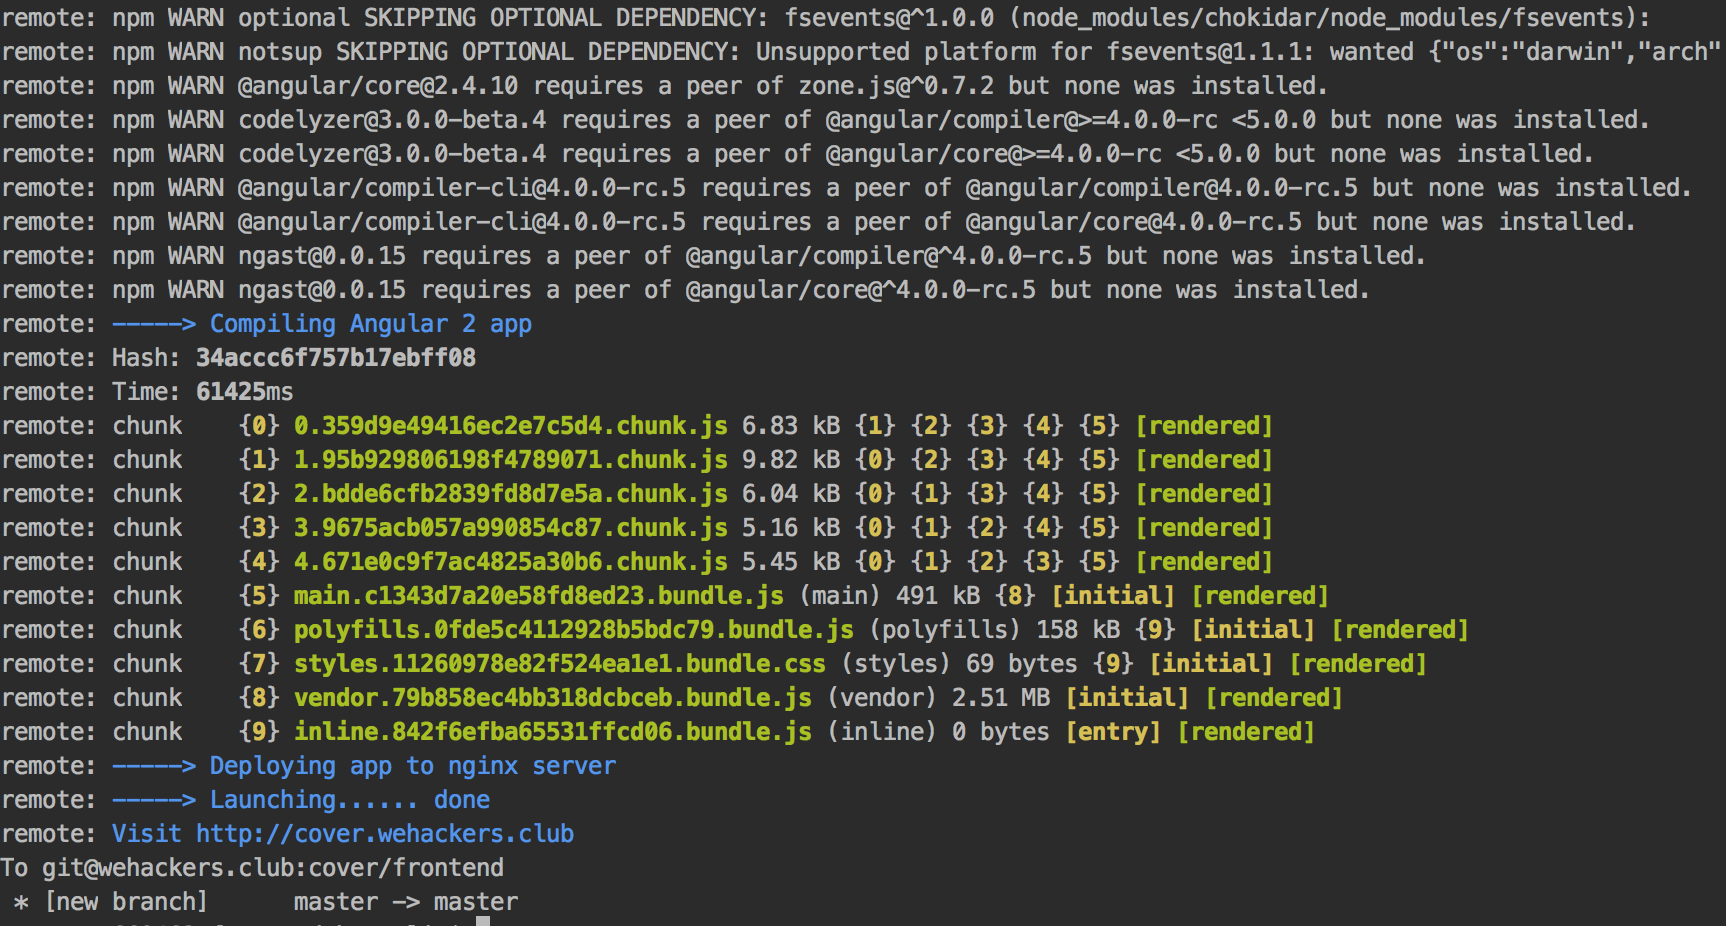 remote: npm WARN optional SKIPPING OPTIONAL DEPENDENCY: fsevents@^1.0.0 (node_modules/chokidar/node_modules/fsevents):
remote: npm WARN notsup SKIPPING OPTIONAL DEPENDENCY: Unsupported platform for fsevents@1.1.1: wanted {"os":"darwin","arch"
remote: npm WARN @angular/core@2.4.10 requires a peer of zone.js@^0.7.2 but none was installed.
remote: npm WARN codelyzer@3.0.0-beta.4 requires a peer of @angular/compiler@>=4.0.0-rc <5.0.0 but none was installed.
remote: npm WARN codelyzer@3.0.0-beta.4 requires a peer of @angular/core@>=4.0.0-rc <5.0.0 but none was installed.
remote: npm WARN @angular/compiler-cli@4.0.0-rc.5 requires a peer of @angular/compiler@4.0.0-rc.5 but none was installed.
remote: npm WARN @angular/compiler-cli@4.0.0-rc.5 requires a peer of @angular/core@4.0.0-rc.5 but none was installed.
remote: npm WARN ngast@0.0.15 requires a peer of @angular/compiler@^4.0.0-rc.5 but none was installed.
remote: npm WARN ngast@0.0.15 requires a peer of @angular/core@^4.0.0-rc.5 but none was installed.
remote: -----> Compiling Angular 2 app
remote: Hash: 34accc6f757b17ebff08
remote: Time: 61425ms
remote: chunk    {0} 0.359d9e49416ec2e7c5d4.chunk.js 6.83 kB {1} {2} {3} {4} {5} [rendered]
remote: chunk    {1} 1.95b929806198f4789071.chunk.js 9.82 kB {0} {2} {3} {4} {5} [rendered]
remote: chunk    {2} 2.bdde6cfb2839fd8d7e5a.chunk.js 6.04 kB {0} {1} {3} {4} {5} [rendered]
remote: chunk    {3} 3.9675acb057a990854c87.chunk.js 5.16 kB {0} {1} {2} {4} {5} [rendered]
remote: chunk    {4} 4.671e0c9f7ac4825a30b6.chunk.js 5.45 kB {0} {1} {2} {3} {5} [rendered]
remote: chunk    {5} main.c1343d7a20e58fd8ed23.bundle.js (main) 491 kB {8} [initial] [rendered]
remote: chunk    {6} polyfills.0fde5c4112928b5bdc79.bundle.js (polyfills) 158 kB {9} [initial] [rendered]
remote: chunk    {7} styles.11260978e82f524ea1e1.bundle.css (styles) 69 bytes {9} [initial] [rendered]
remote: chunk    {8} vendor.79b858ec4bb318dcbceb.bundle.js (vendor) 2.51 MB [initial] [rendered]
remote: chunk    {9} inline.842f6efba65531ffcd06.bundle.js (inline) 0 bytes [entry] [rendered]
remote: -----> Deploying app to nginx server
remote: -----> Launching...... done
remote: Visit http://cover.wehackers.club
To git@wehackers.club:cover/frontend
 * [new branch]      master -> master